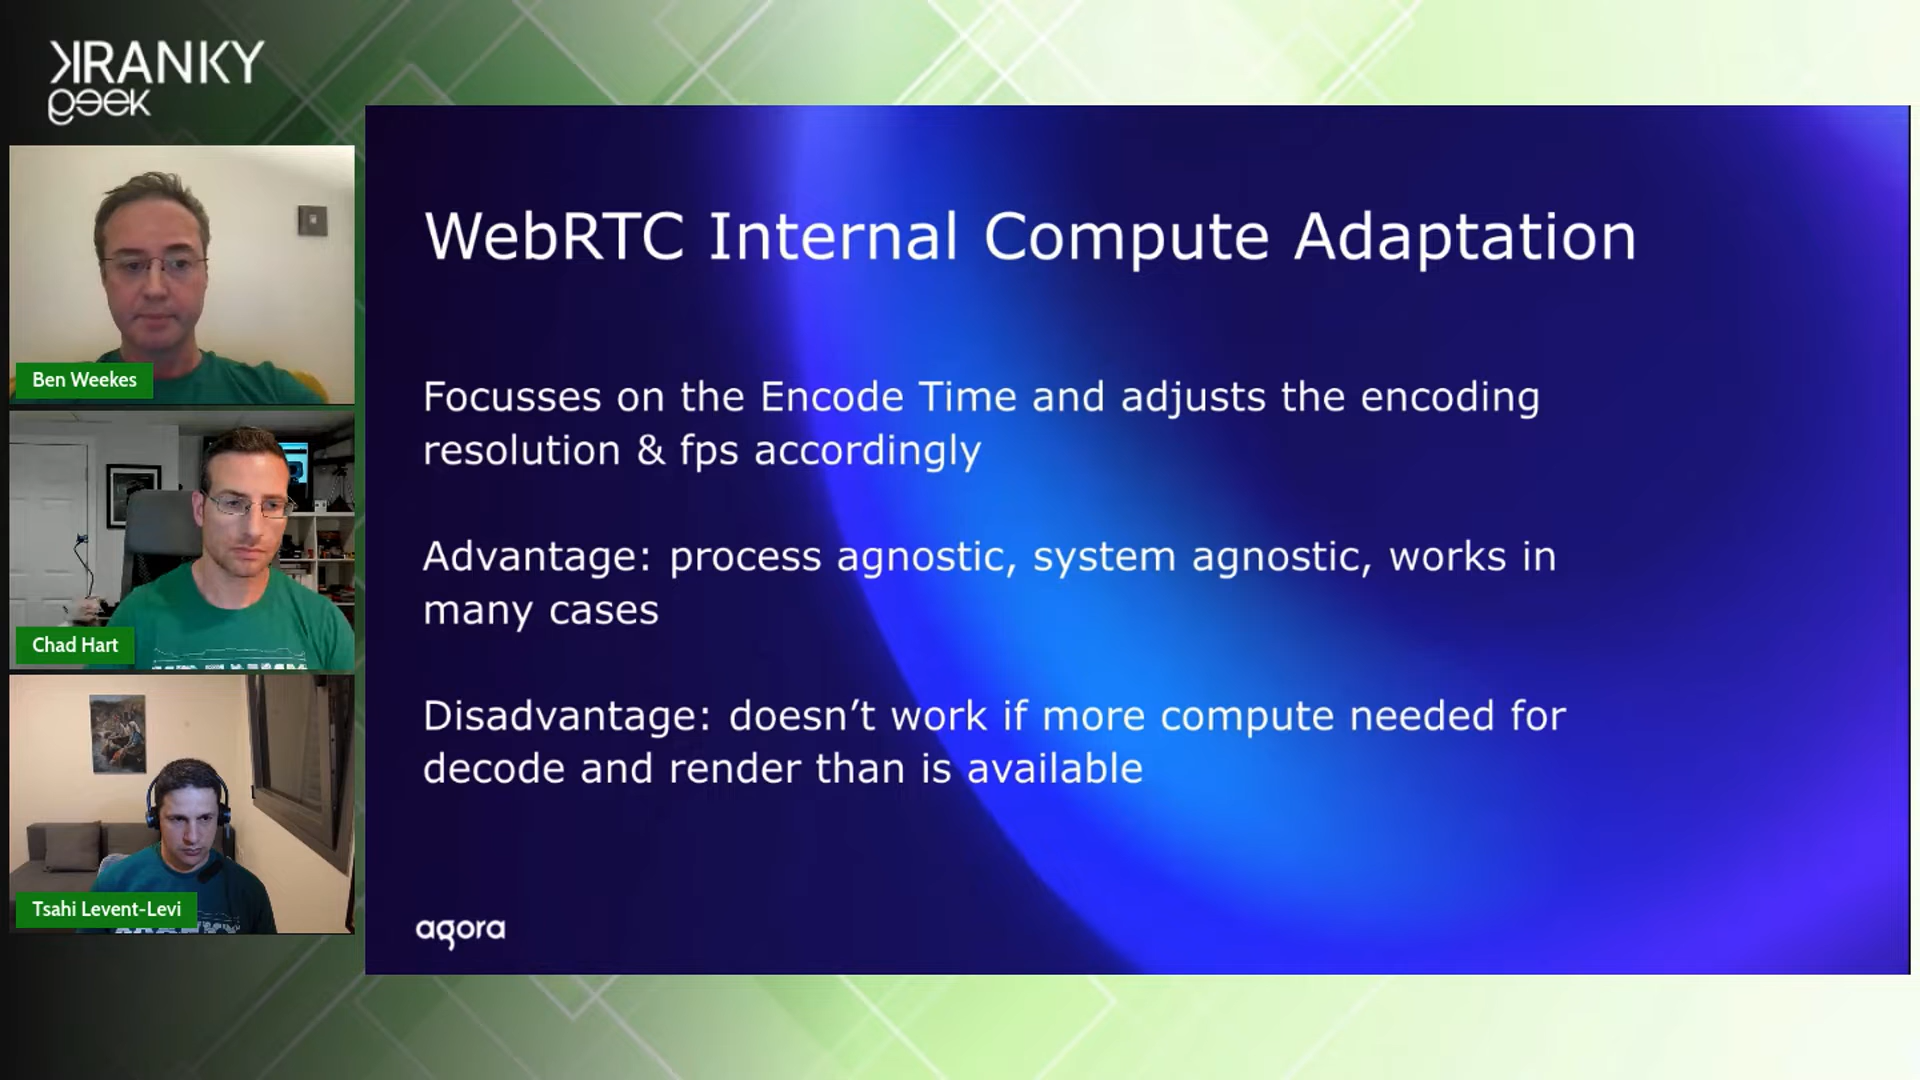 KRANKY
geek
Ben Weekes
Chad Hart
Tsahi Levent-Levi
WebRTC Internal Compute Adaptation
Focusses on the Encode Time and adjusts the encoding
resolution & fps accordingly
Advantage: process agnostic, system agnostic, works in
many cases
Disadvantage: doesn’t work if more compute needed for
decode and render than is available
agora